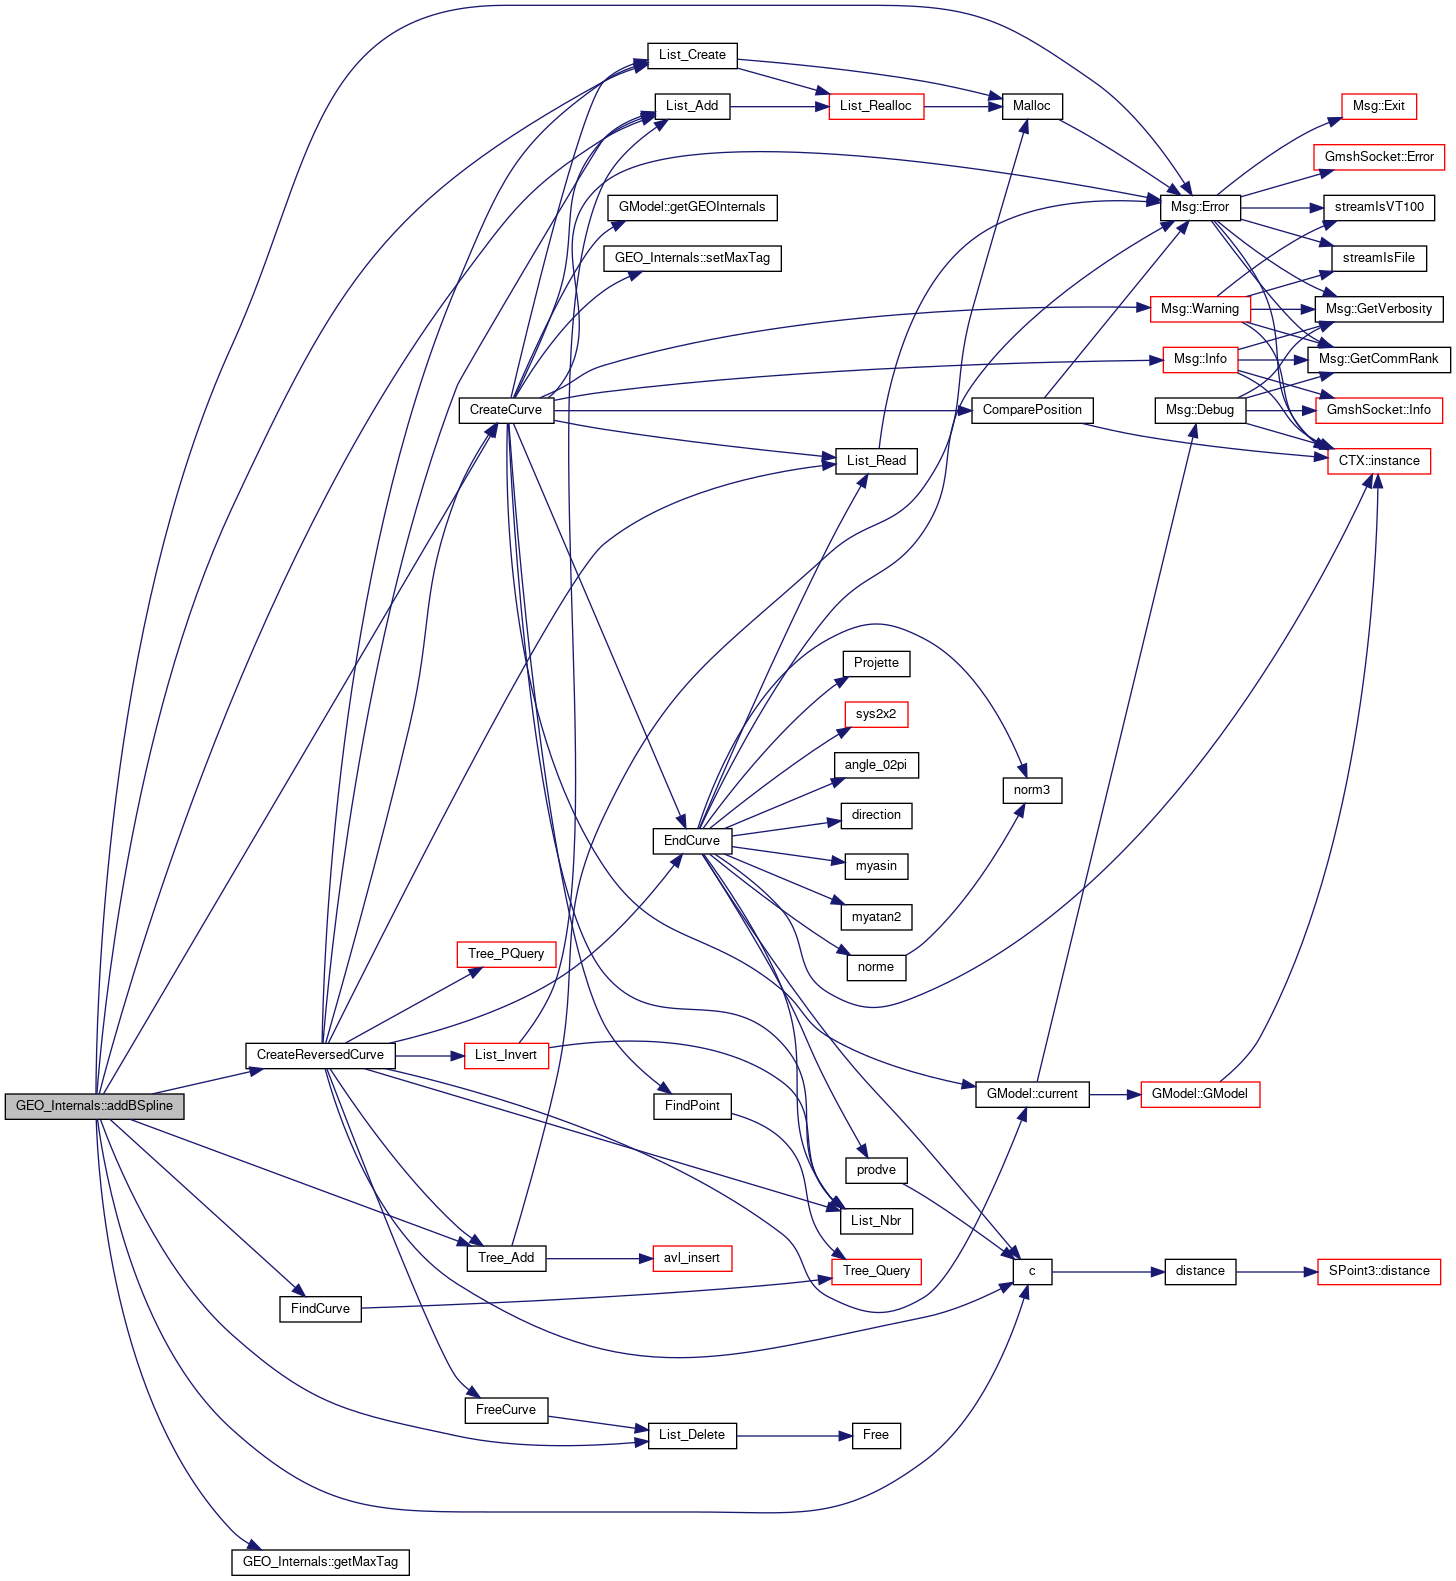 List_Create
List_Add
List_Realloc
Malloc
Msg::Exit
GmshSocket::Error
GModel::getGEOInternals
Msg::Error
streamIsVT100
GEO_Internals::setMaxTag
streamIsFile
Msg::Warning
Msg::GetVerbosity
Msg::Info
Msg::GetCommRank
CreateCurve
ComparePosition
Msg::Debug
GmshSocket::Info
List_Read
CTX::instance
Projette
sys2x2
angle_02pi
norm3
direction
EndCurve
myasin
myatan2
Tree_PQuery
norme
CreateReversedCurve
List_Invert
GEO_Internals::addBSpline
FindPoint
GModel::current
GModel::GModel
prodve
List_Nbr
Tree_Add
avl_insert
Tree_Query
c
distance
SPoint3::distance
FindCurve
FreeCurve
List_Delete
Free
GEO_Internals::getMaxTag